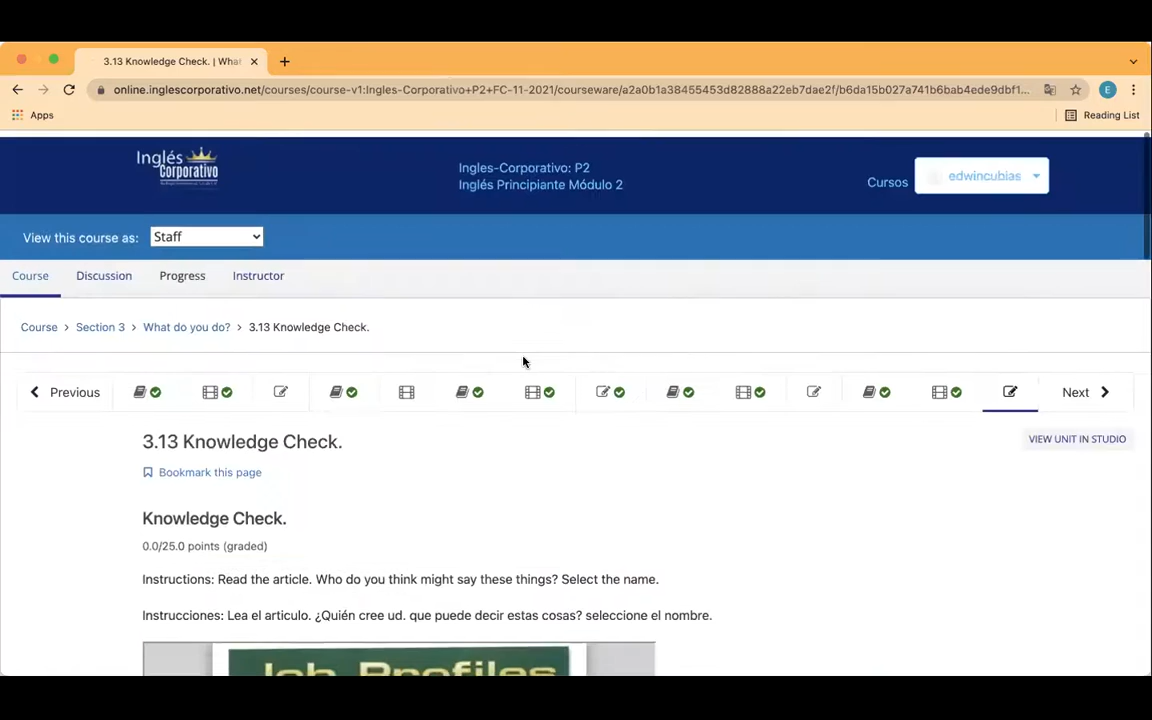 3.13 Knowledge Check. | Wha
online.inglescorporativo.net/courses/course-v1:Ingles-Corporativo+P2+FC-11-2021/courseware/a2a0b1a38455453d82888a22eb7dae2f/b6da15b027a741b6bab4ede9dbf1...
E
Apps
Reading List
Inglés
Corporativo
Ingles-Corporativo: P2
Inglés Principiante Módulo 2
Cursos
edwincubias
View this course as:
Staff
Course
Discussion
Progress
Instructor
Course > Section 3 > What do you do? > 3.13 Knowledge Check.
Previous
Next
3.13 Knowledge Check.
VIEW UNIT IN STUDIO
Bookmark this page
Knowledge Check.
0.0/25.0 points (graded)
Instructions: Read the article. Who do you think might say these things? Select the name.
Instrucciones: Lea el articulo. ¿Quién cree ud. que puede decir estas cosas? seleccione el nombre.
Job Profiles